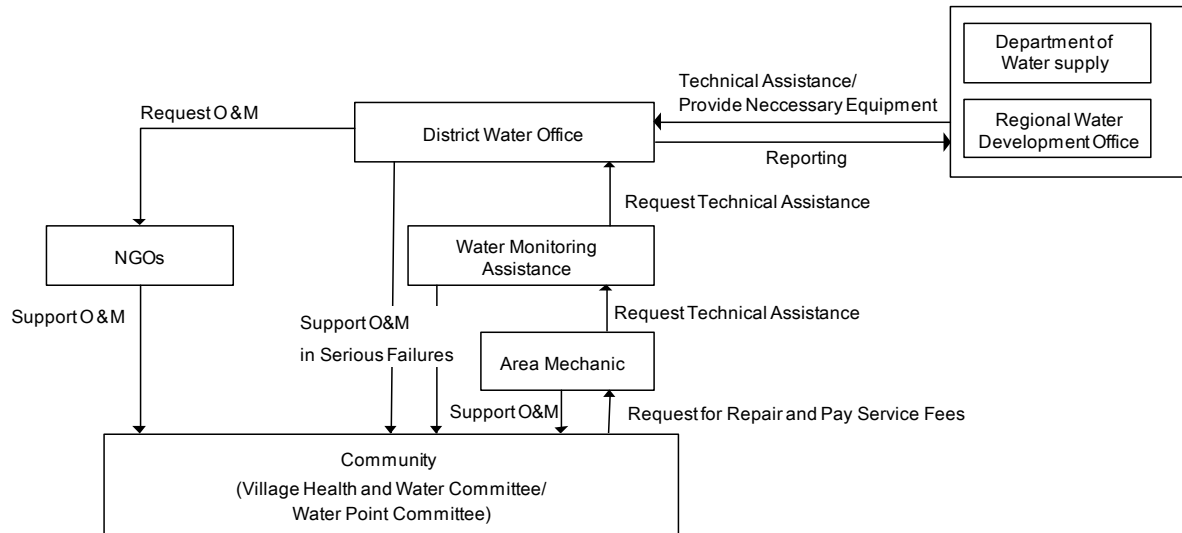 Department of
Water supply
Technical Assistance/
Provide Neccessary Equipment
Request O & M
District Water Office
Regional Water
Development Office
Reporting
Request Technical Assistance
NGOs
Water Monitoring
Assistance
Support O & M
Support O&M
in Serious Failures
Request Technical Assistance
Area Mechanic
Support O&M
Request for Repair and Pay Service Fees
Community
(Village Health and Water Committee/
Water Point Committee)